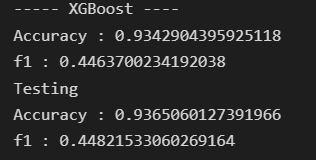 ----- XGBoost ----
Accuracy : 0.9342904395925118
f1 : 0.4463700234192038
Testing
Accuracy : 0.9365060127391966
f1 : 0.44821533060269164